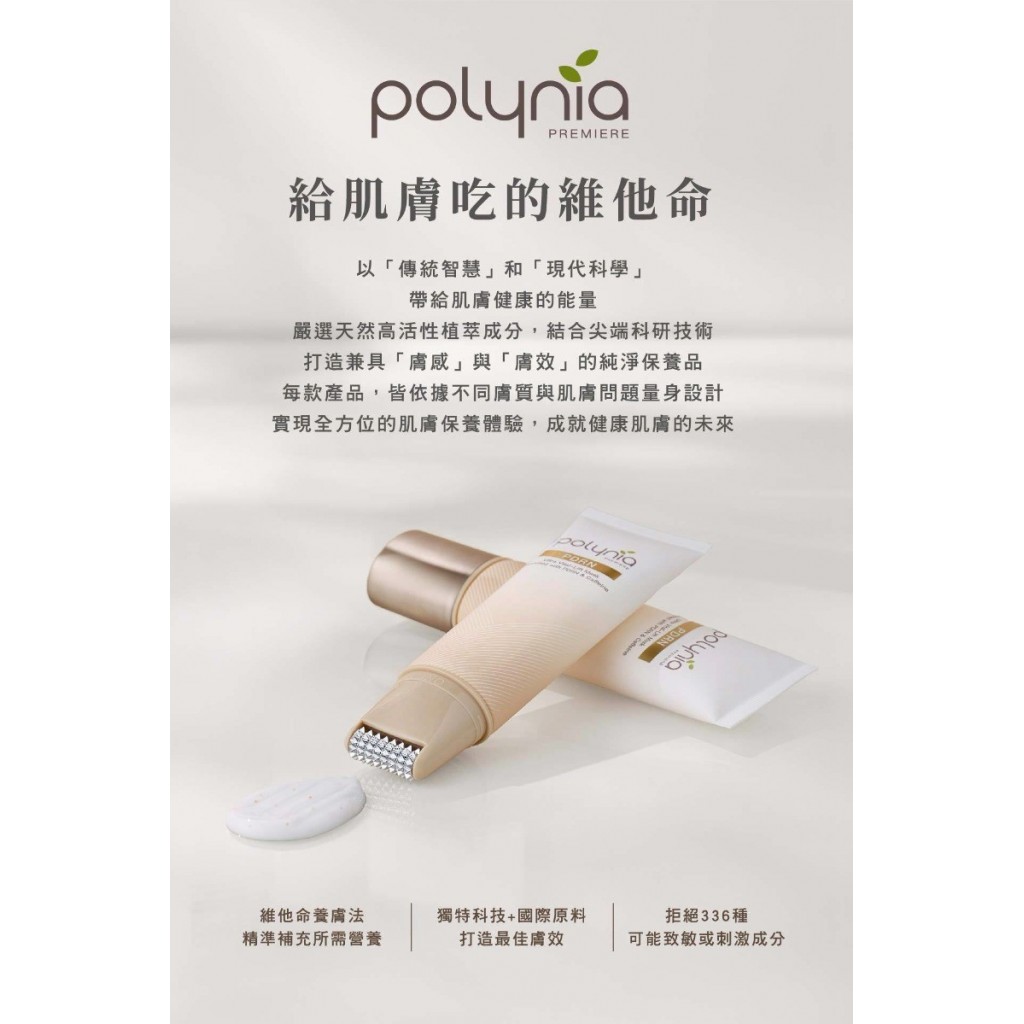 polynia
PREMIERE
給肌膚吃的維他命
以「傳統智慧」和「現代科學」
帶給肌膚健康的能量
嚴選天然高活性植萃成分，結合尖端科研技術
打造兼具「膚感」與「膚效」的純淨保養品
每款產品，皆依據不同膚質與肌膚問題量身設計
實現全方位的肌膚保養體驗，成就健康肌膚的未來
polynia
PDRN
polynia
PDRN
維他命養膚法
精準補充所需營養
獨特科技+國際原料
打造最佳膚效
拒絕336種
可能致敏或刺激成分